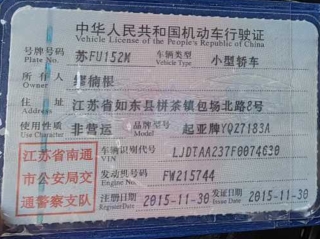 中华人民共和国机动车行驶证
Vehicle License of the People's Republic of China
号牌号码 Plate No. 苏FU152M 车辆类型 Vehicle Type 小型轿车
所有人 Owner 缪楠根
住址 Address 江苏省如东县栟茶镇包场北路8号
使用性质 Use Character 非营运 品牌型号 Model 起亚牌YQZ7183A
车辆识别代号 VIN LJDTAA237F0074630
发动机号码 Engine No. FW215744
注册日期 Register Date 2015-11-30 发证日期 Issue Date 2015-11-30
江苏省南通
市公安局交
通警察支队